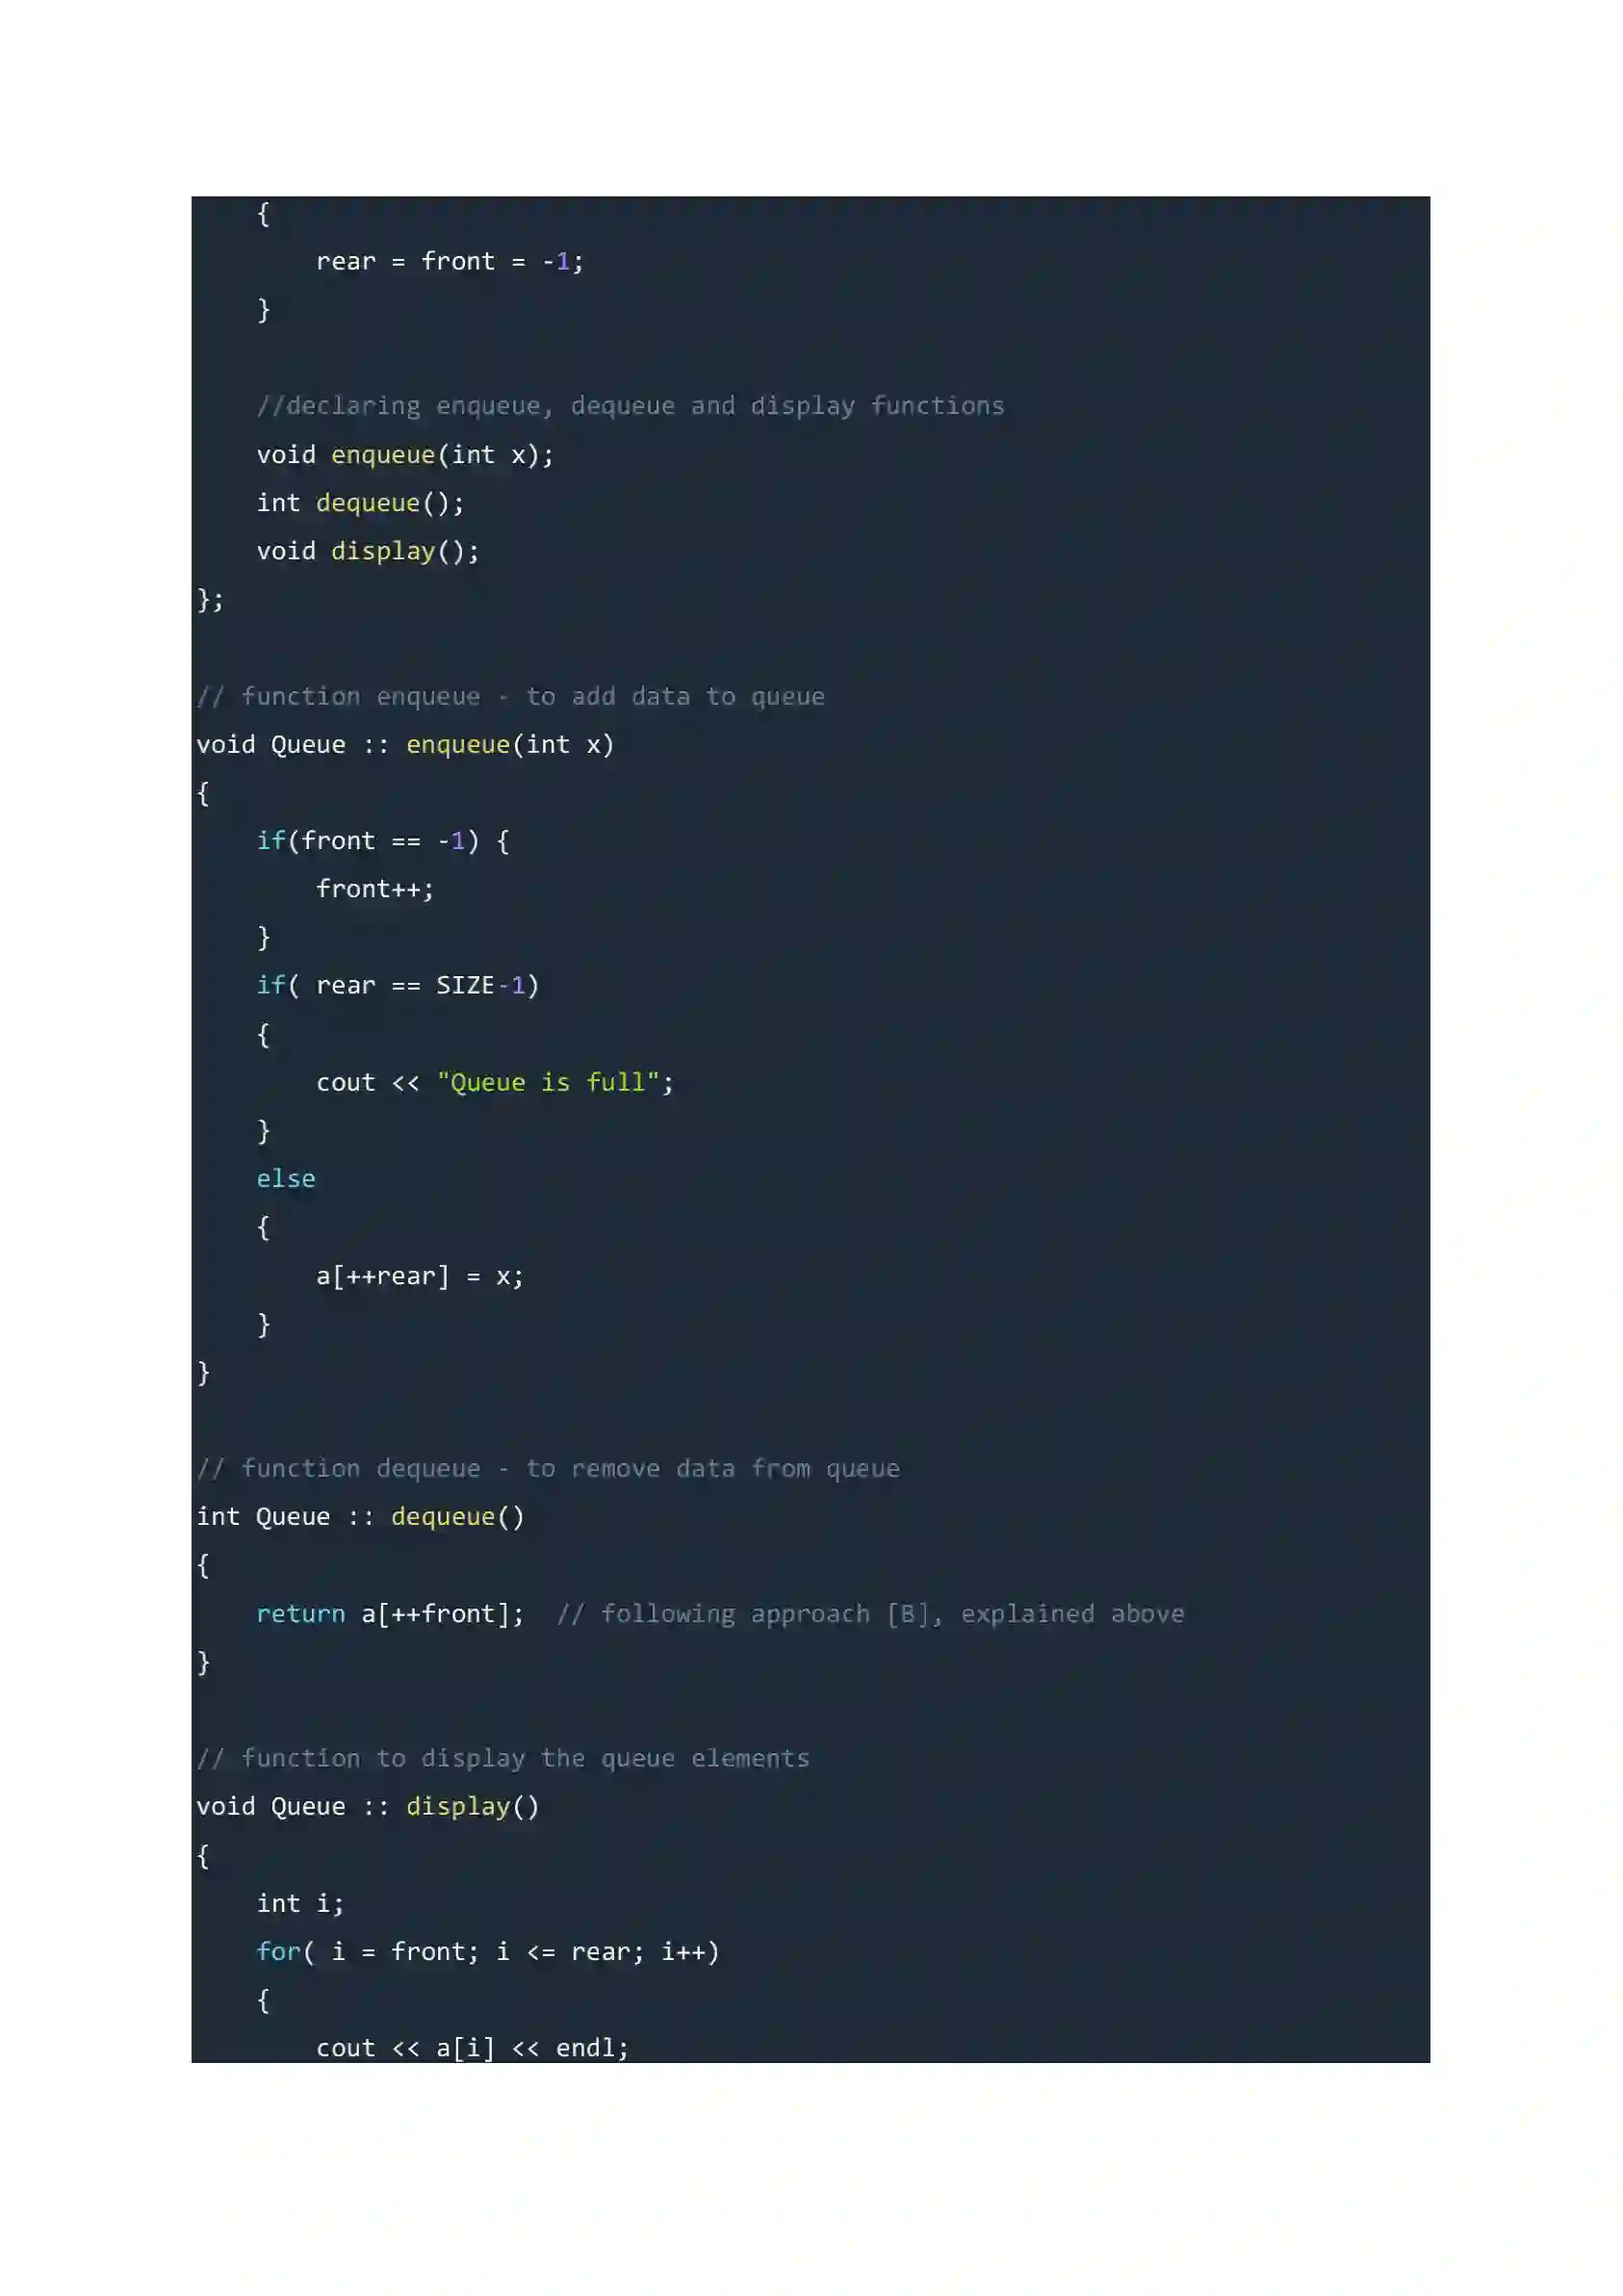 {
rear = front = -1;
}
//declaring enqueue, dequeue and display functions
void enqueue(int x);
int dequeue();
void display();
};
// function enqueue - to add data to queue
void Queue :: enqueue(int x)
{
if(front == -1) {
front++;
}
if( rear == SIZE-1)
{
cout << "Queue is full";
}
else
{
a[++rear] = x;
}
}
// function dequeue - to remove data from queue
int Queue :: dequeue()
{
return a[++front];  // following approach [B], explained above
}
// function to display the queue elements
void Queue :: display()
{
int i;
for( i = front; i <= rear; i++)
{
cout << a[i] << endl;